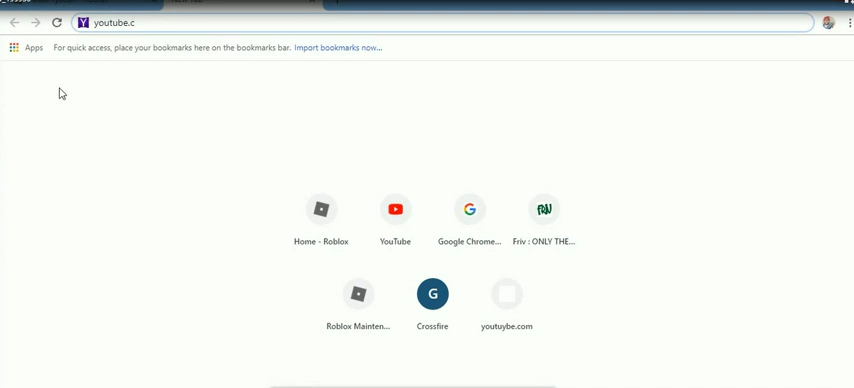 youtube.c
Apps For quick access, place your bookmarks here on the bookmarks bar. Import bookmarks now...
Home - Roblox YouTube Google Chrome... Friv : ONLY THE...
G
Roblox Mainten... Crossfire youtuybe.com